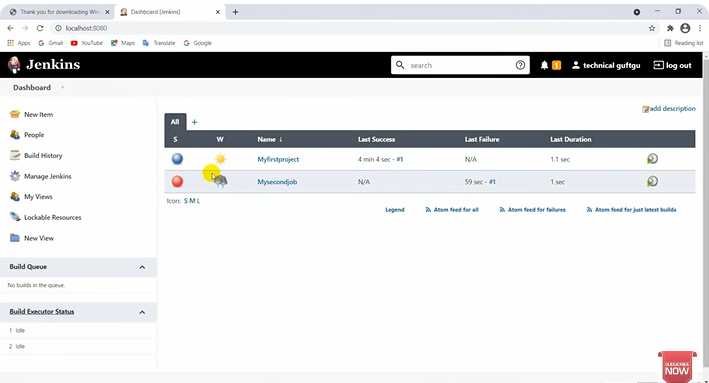 Thank you for downloading Win
Dashboard [Jenkins]
localhost:8080
Apps
Gmail
YouTube
Maps
Translate
Google
Reading list
Jenkins
search
1
technical guftgu
log out
Dashboard
New Item
People
Build History
Manage Jenkins
My Views
Lockable Resources
New View
Build Queue
No builds in the queue.
Build Executor Status
1 Idle
2 Idle
add description
All +
S W Name ↓ Last Success Last Failure Last Duration
Myfirstproject 4 min 4 sec - #1 N/A 1.1 sec
Mysecondjob N/A 59 sec - #1 1 sec
Icon: S M L
Legend Atom feed for all Atom feed for failures Atom feed for just latest builds
SUBSCRIBE
NOW